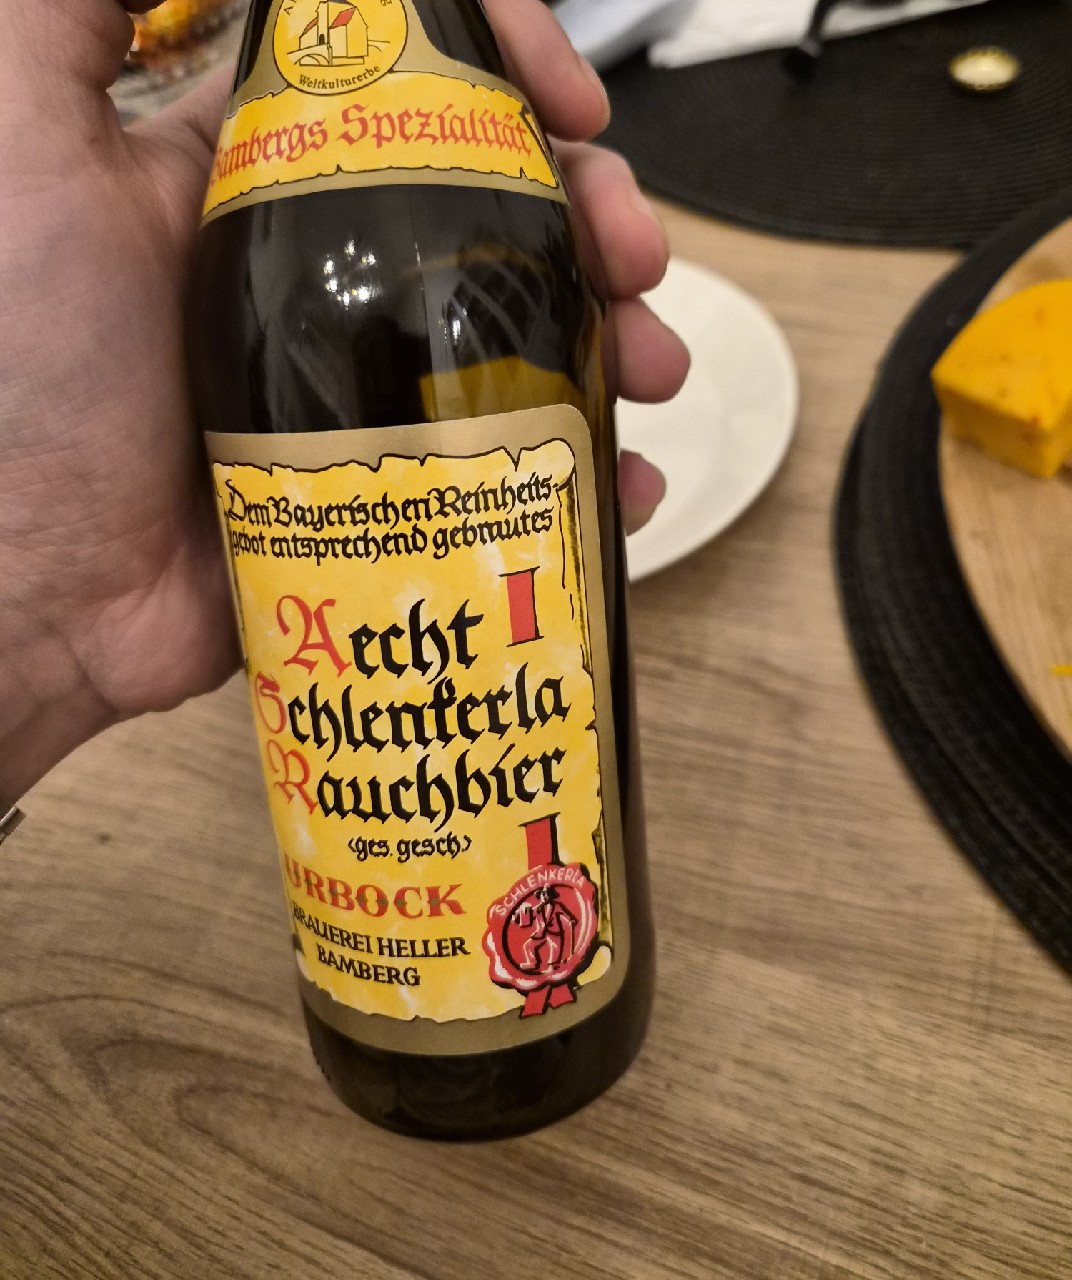 Weltkulturerbe
Bambergs Spezialität
Dem Bayerischen Reinheits-
gebot entsprechend gebrautes
Aecht
Schlenkerla
Rauchbier
<ges. gesch.>
URBOCK
BRAUEREI HELLER
BAMBERG
SCHLENKERLA